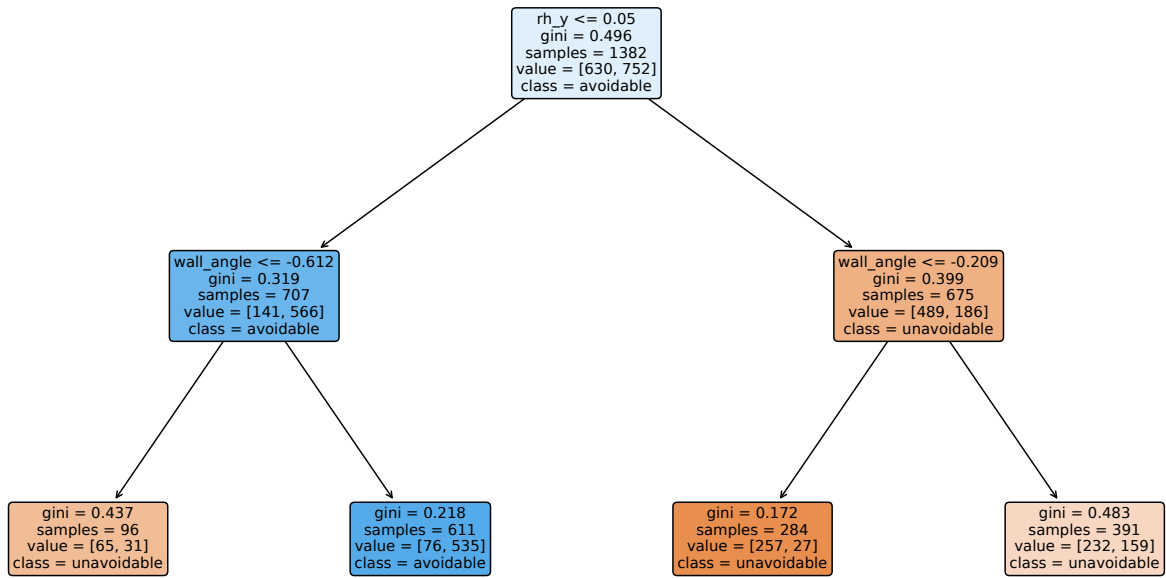 rh_y <= 0.05
gini = 0.496
samples = 1382
value = [630, 752]
class = avoidable
wall_angle <= -0.612
gini = 0.319
samples = 707
value = [141, 566]
class = avoidable
wall_angle <= -0.209
gini = 0.399
samples = 675
value = [489, 186]
class = unavoidable
gini = 0.437
samples = 96
value = [65, 31]
class = unavoidable
gini = 0.218
samples = 611
value = [76, 535]
class = avoidable
gini = 0.172
samples = 284
value = [257, 27]
class = unavoidable
gini = 0.483
samples = 391
value = [232, 159]
class = unavoidable